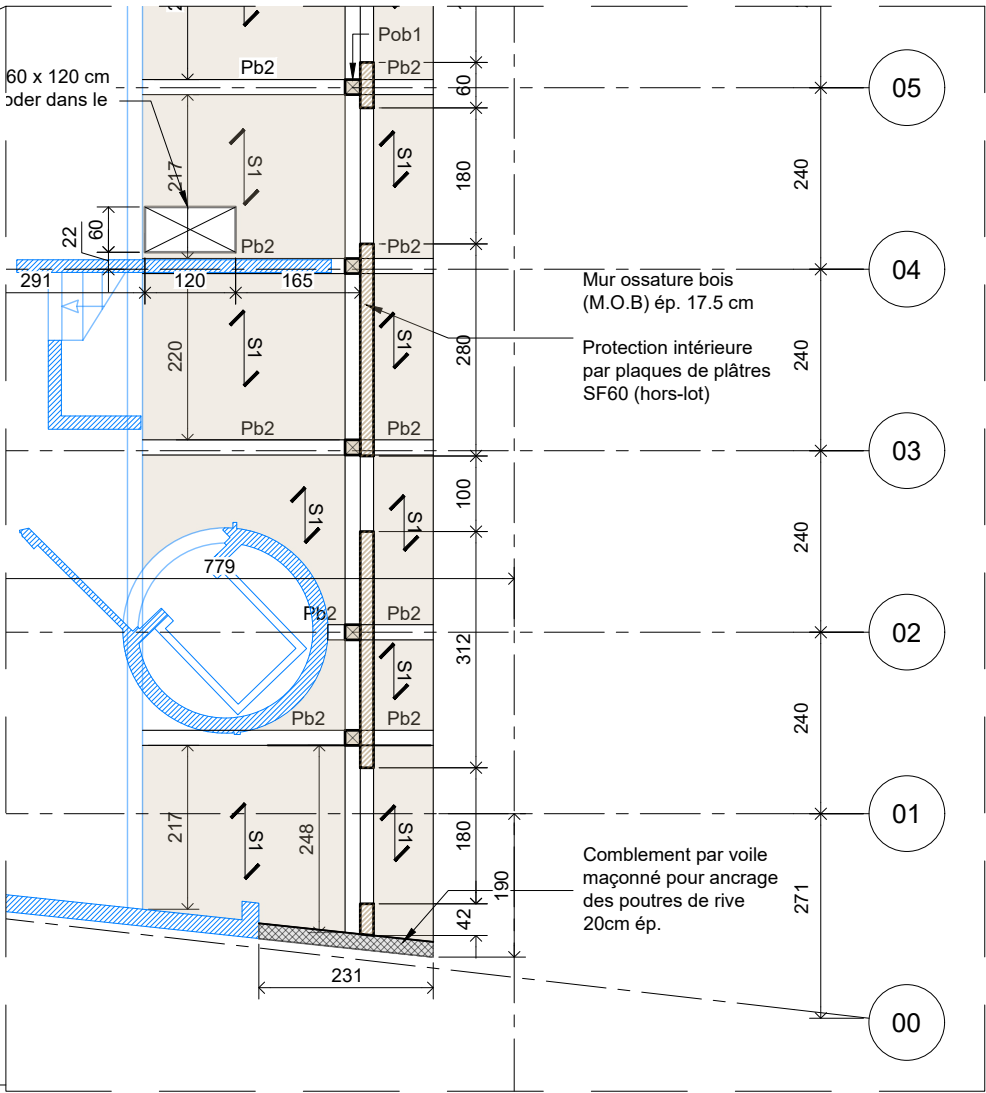 2
Pob1
Pb2
Pb2
60 x 120 cm
oder dans le
60
05
217
S1
S1
180
240
22
60
Pb2
Pb2
04
291
120
165
Mur ossature bois
(M.O.B) ép. 17.5 cm
S1
S1
220
280
240
Protection intérieure
par plaques de plâtres
SF60 (hors-lot)
Pb2
Pb2
03
100
S1
S1
240
779
Pb2
Pb2
02
312
S1
Pb2
Pb2
240
01
217
S1
248
S1
180
190
Comblement par voile
maçonné pour ancrage
des poutres de rive
20cm ép.
271
42
231
00